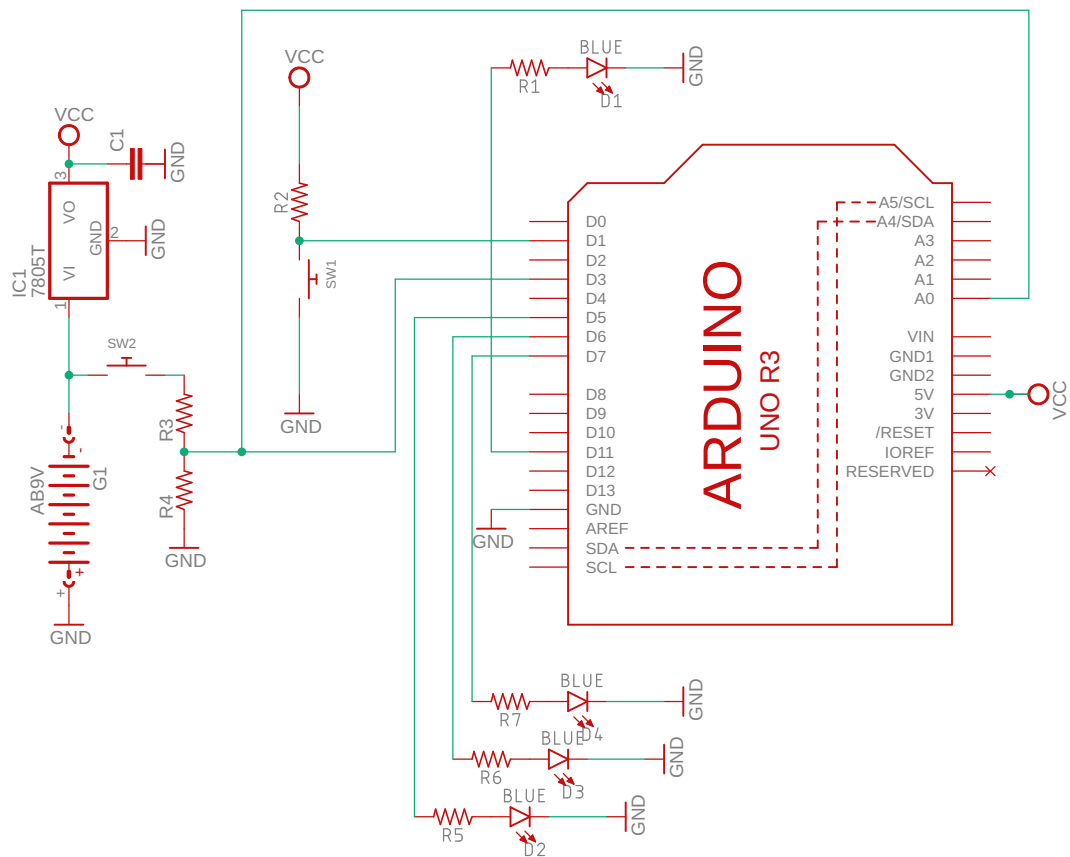 BLUE
GND
R1
D1
VCC
VCC
C1
GND
3
VO
GND
2
GND
VI
IC1
7805T
1
R2
SW1
GND
SW2
R3
R4
GND
-
-
AB9V
G1
+
+
GND
ARDUINO
UNO R3
D0
D1
D2
D3
D4
D5
D6
D7
D8
D9
D10
D11
D12
D13
GND
AREF
SDA
SCL
GND
A5/SCL
A4/SDA
A3
A2
A1
A0
VIN
GND1
GND2
5V
3V
/RESET
IOREF
RESERVED
VCC
BLUE
GND
R7
D4
BLUE
GND
R6
D3
BLUE
GND
R5
D2